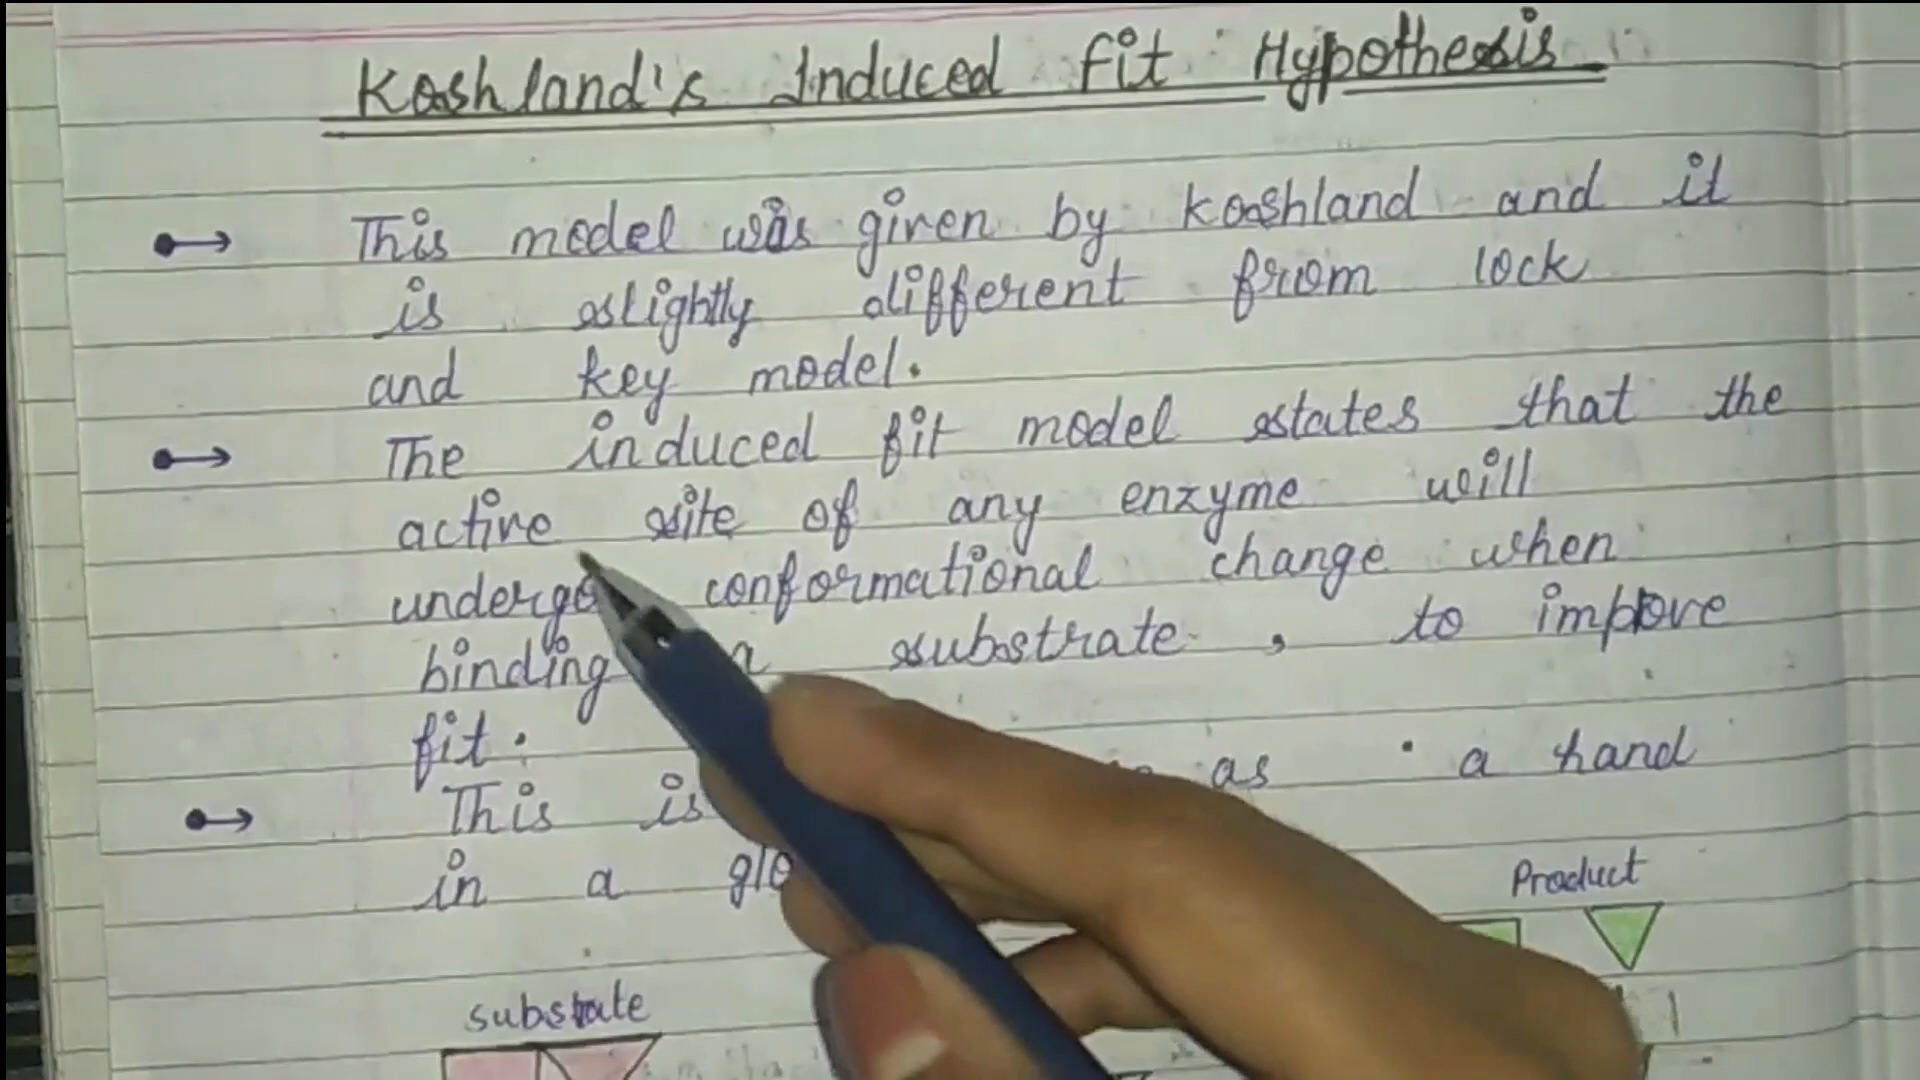 Koshland's Induced fit Hypothesis
This model was given by Koshland and it
is slightly different from lock
and key model.
The induced fit model states that the
active site of any enzyme will
undergo conformational change when
binding a substrate, to improve
fit.
This is as a hand
in a
Product
substrate